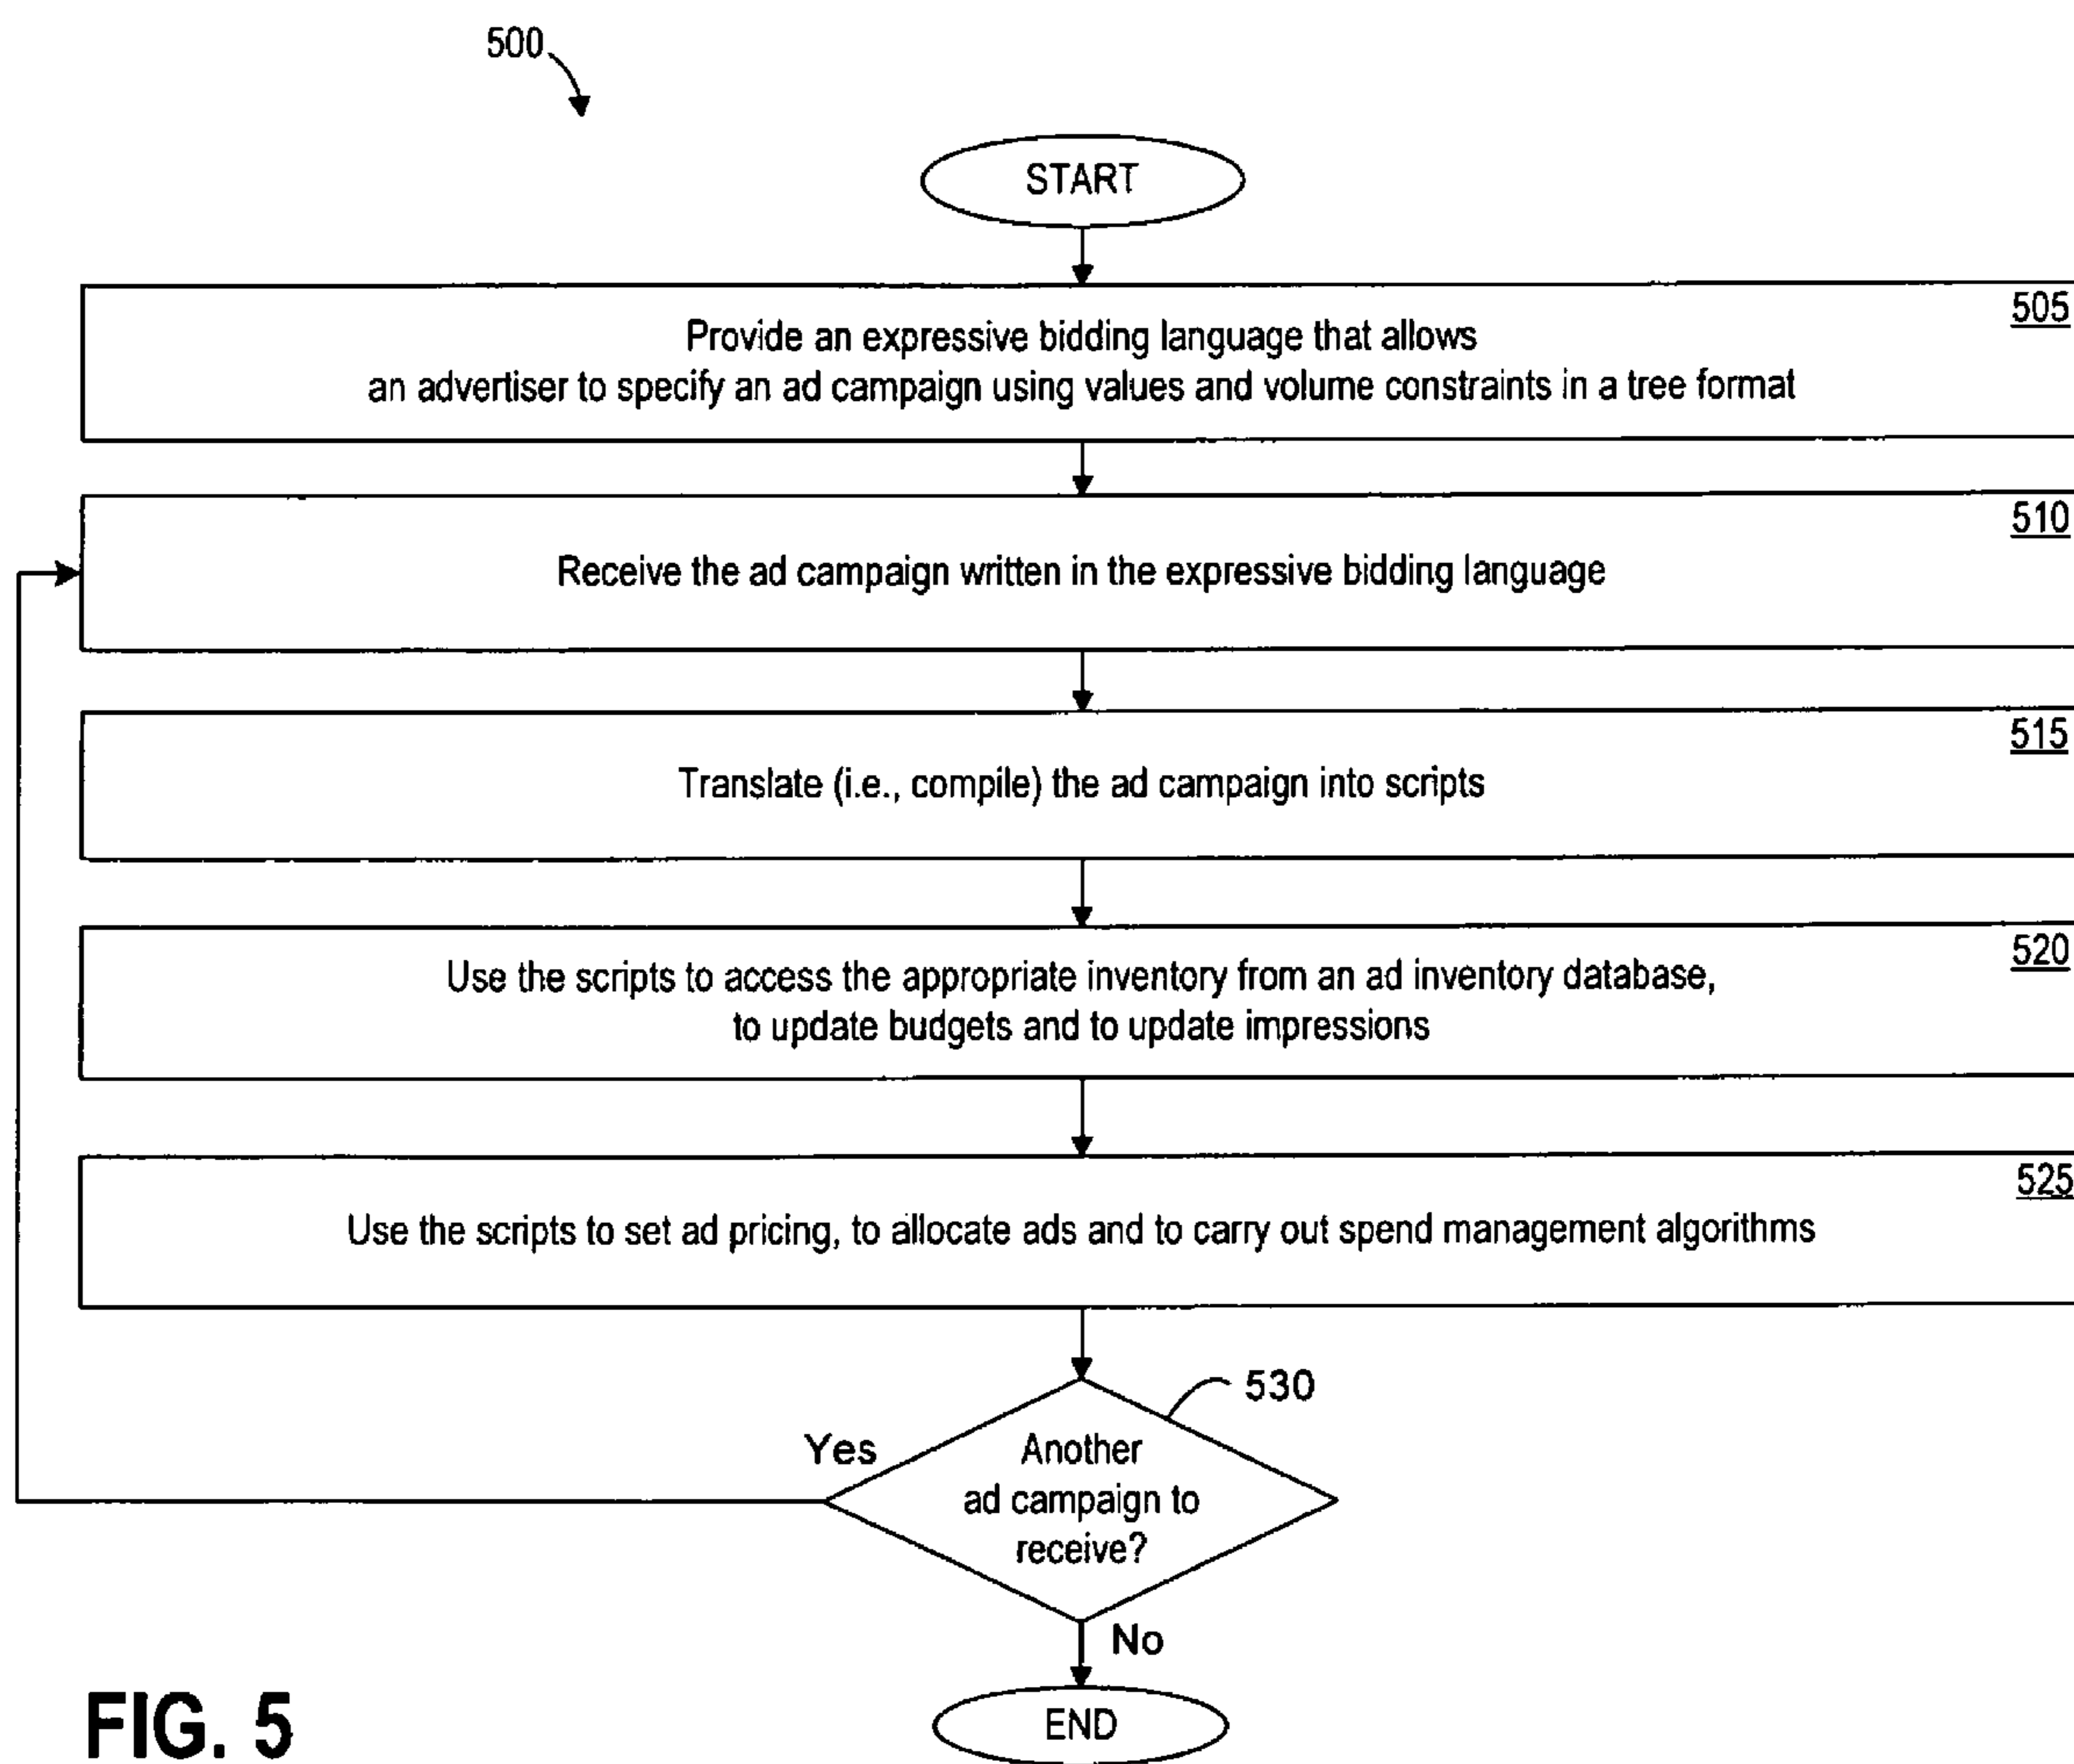 500
START
505
Provide an expressive bidding language that allows
an advertiser to specify an ad campaign using values and volume constraints in a tree format
510
Receive the ad campaign written in the expressive bidding language
515
Translate (i.e., compile) the ad campaign into scripts
520
Use the scripts to access the appropriate inventory from an ad inventory database,
to update budgets and to update impressions
525
Use the scripts to set ad pricing, to allocate ads and to carry out spend management algorithms
530
Yes
Another
ad campaign to
receive?
No
END
FIG. 5